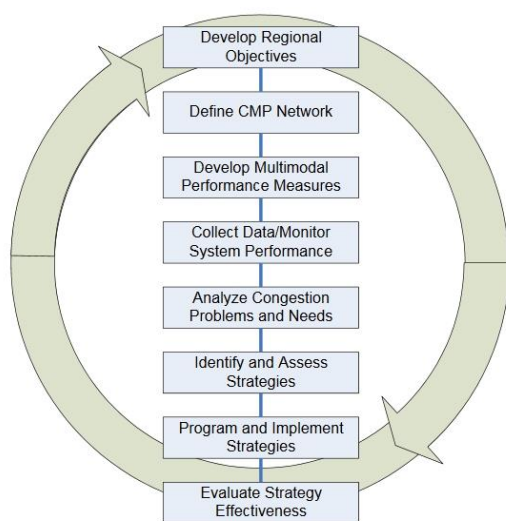 Develop Regional
Objectives
Define CMP Network
Develop Multimodal
Performance Measures
Collect Data/Monitor
System Performance
Analyze Congestion
Problems and Needs
Identify and Assess
Strategies
Program and Implement
Strategies
Evaluate Strategy
Effectiveness